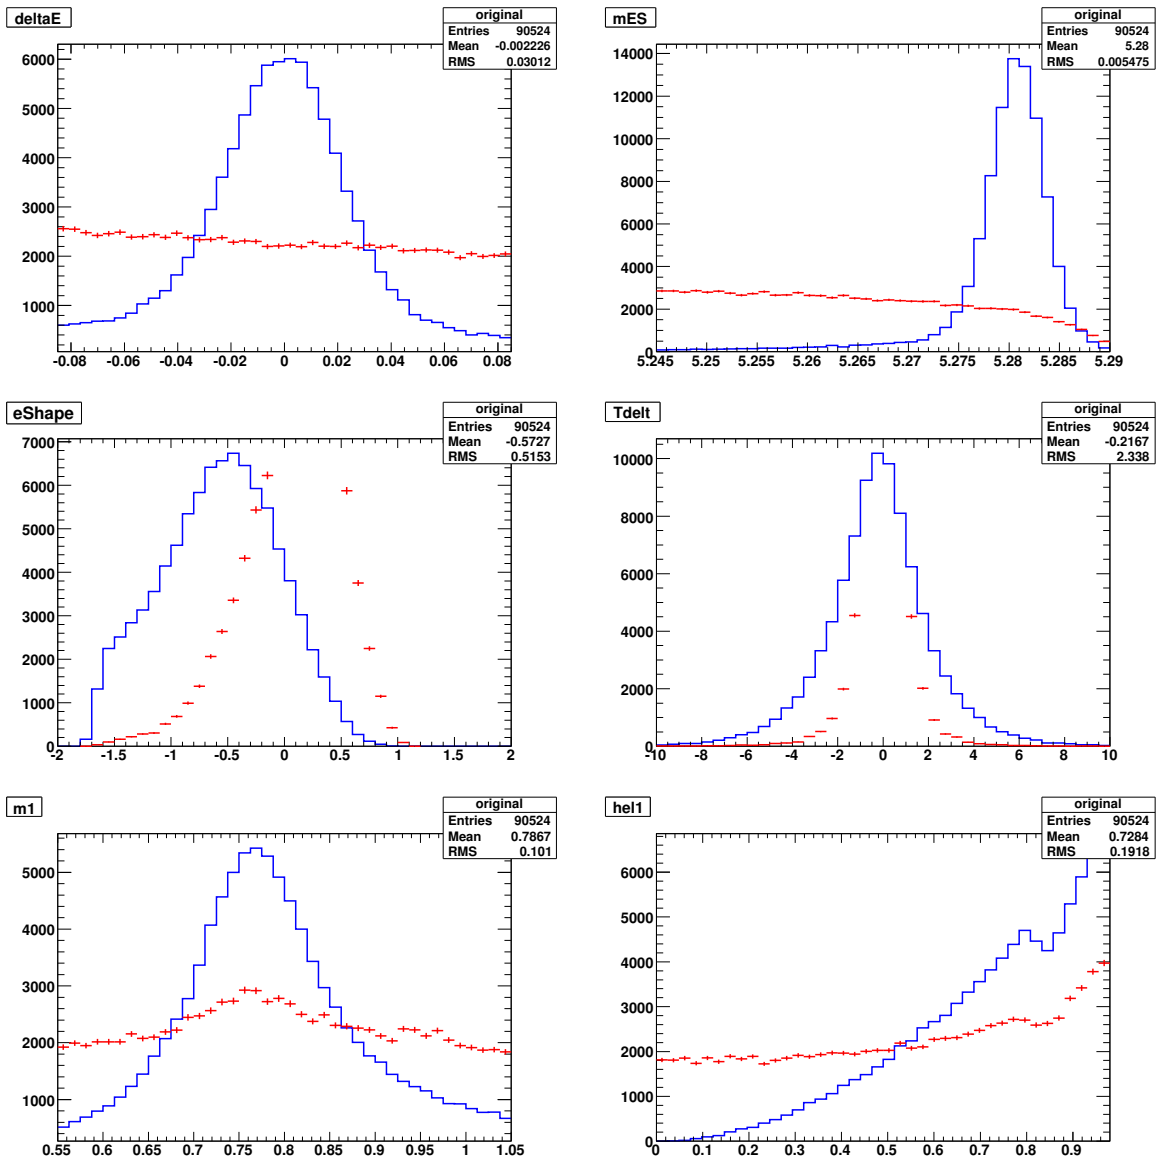 deltaE
original
Entries 90524
Mean -0.002226
RMS 0.03012
6000
5000
4000
3000
2000
1000
-0.08 -0.06 -0.04 -0.02 0 0.02 0.04 0.06 0.08
mES
original
Entries 90524
Mean 5.28
RMS 0.005475
14000
12000
10000
8000
6000
4000
2000
0
5.245 5.25 5.255 5.26 5.265 5.27 5.275 5.28 5.285 5.29
eShape
original
Entries 90524
Mean -0.5727
RMS 0.5153
7000
6000
5000
4000
3000
2000
1000
0
-2 -1.5 -1 -0.5 0 0.5 1 1.5 2
Tdelt
original
Entries 90524
Mean -0.2167
RMS 2.338
10000
8000
6000
4000
2000
0
-10 -8 -6 -4 -2 0 2 4 6 8 10
m1
original
Entries 90524
Mean 0.7867
RMS 0.101
5000
4000
3000
2000
1000
0.55 0.6 0.65 0.7 0.75 0.8 0.85 0.9 0.95 1 1.05
hel1
original
Entries 90524
Mean 0.7284
RMS 0.1918
6000
5000
4000
3000
2000
1000
0
0 0.1 0.2 0.3 0.4 0.5 0.6 0.7 0.8 0.9